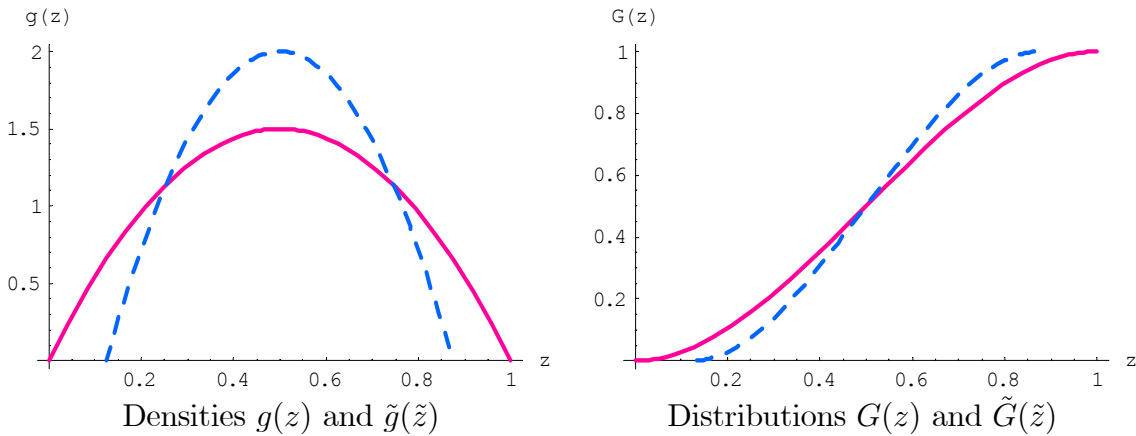 g(z)
2
1.5
1
0.5
0.2 0.4 0.6 0.8 1 z
Densities g(z) and g̃(z̃)
G(z)
1
0.8
0.6
0.4
0.2
0.2 0.4 0.6 0.8 1 z
Distributions G(z) and G̃(z̃)